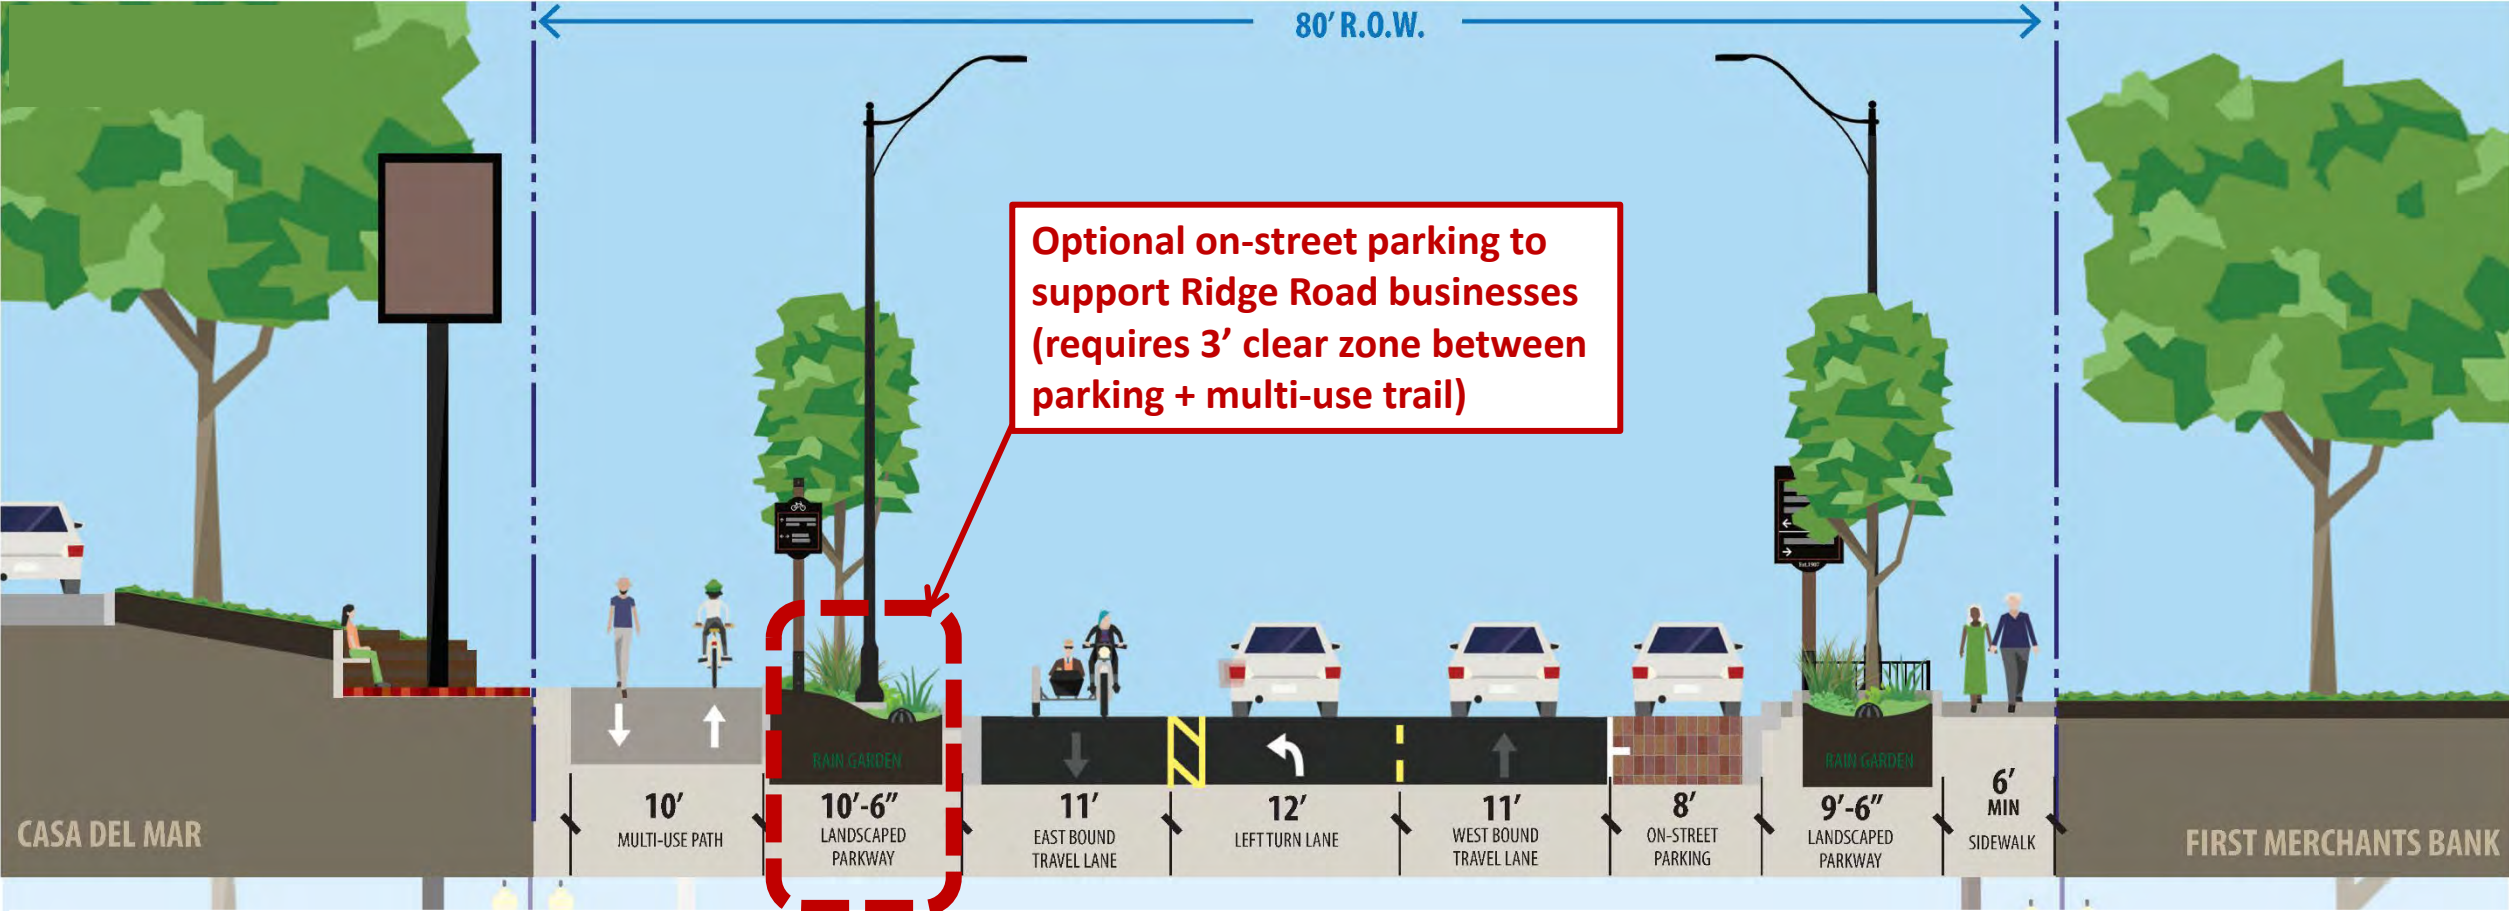 80' R.O.W.
Optional on-street parking to
support Ridge Road businesses
(requires 3’ clear zone between
parking + multi-use trail)
Est.1907
RAIN GARDEN
RAIN GARDEN
10'
MULTI-USE PATH
10'-6"
LANDSCAPED
PARKWAY
11'
EAST BOUND
TRAVEL LANE
12'
LEFT TURN LANE
11'
WEST BOUND
TRAVEL LANE
8'
ON-STREET
PARKING
9'-6"
LANDSCAPED
PARKWAY
6'
MIN
SIDEWALK
CASA DEL MAR
FIRST MERCHANTS BANK